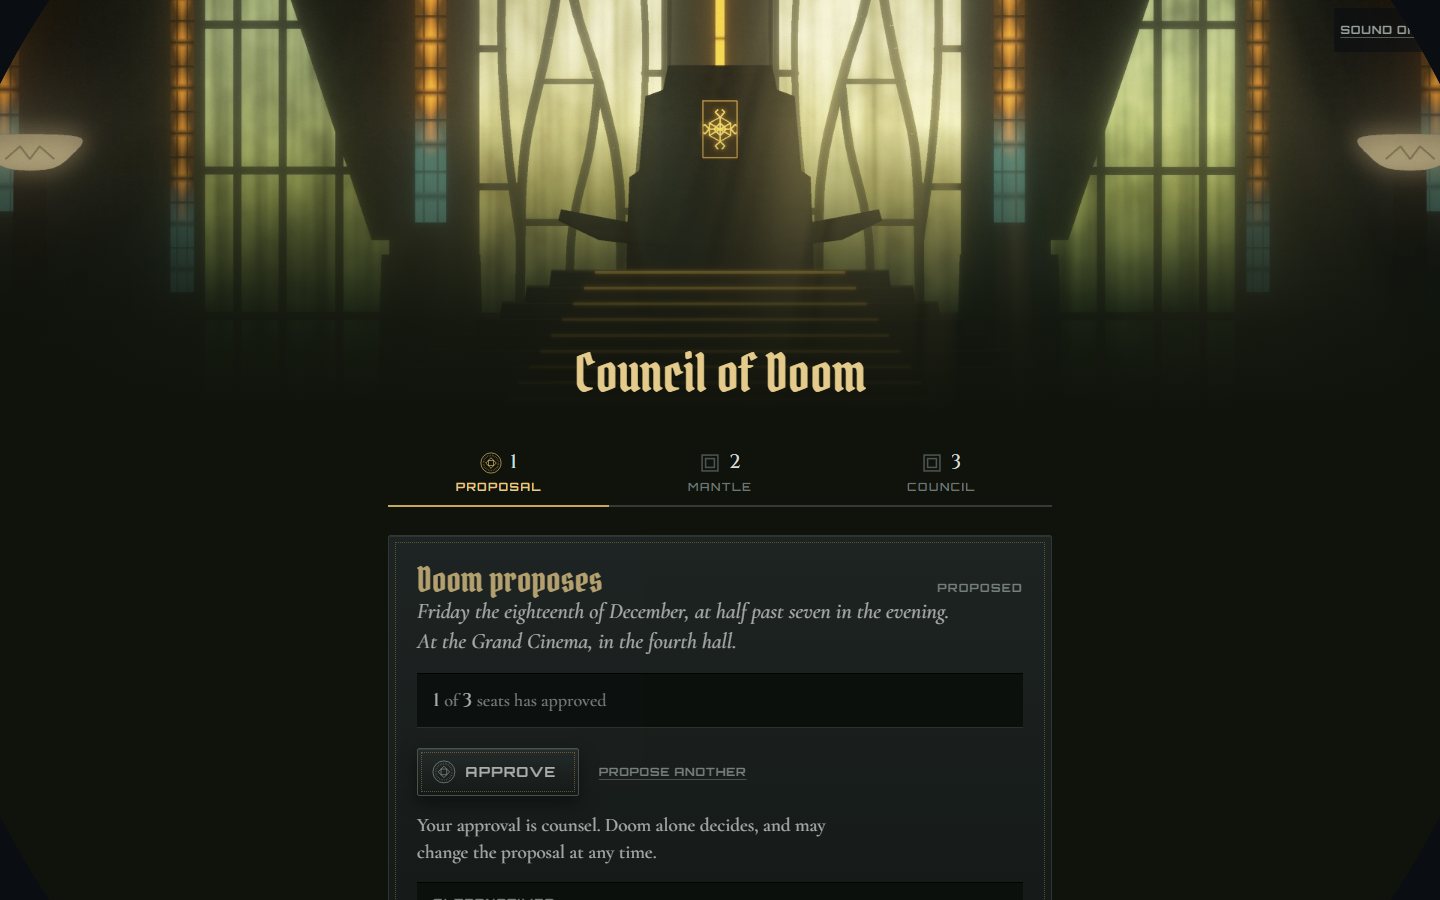 SOUND
Council of Doom
1
PROPOSAL
2
MANTLE
3
COUNCIL
Doom proposes
PROPOSED
Friday the eighteenth of December, at half past seven in the evening.
At the Grand Cinema, in the fourth hall.
1 of 3 seats has approved
APPROVE
PROPOSE ANOTHER
Your approval is counsel. Doom alone decides, and may
change the proposal at any time.